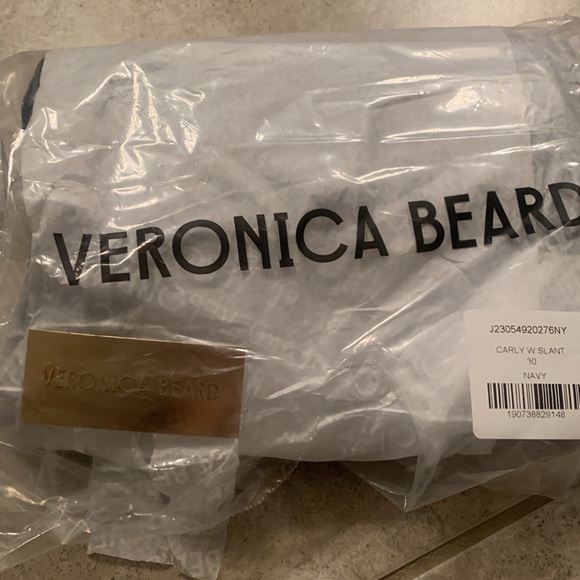 VERONICA BEARD
VERONICA BEARD
J23054920276NY
CARLY W SLANT
30
NAVY
190738829148